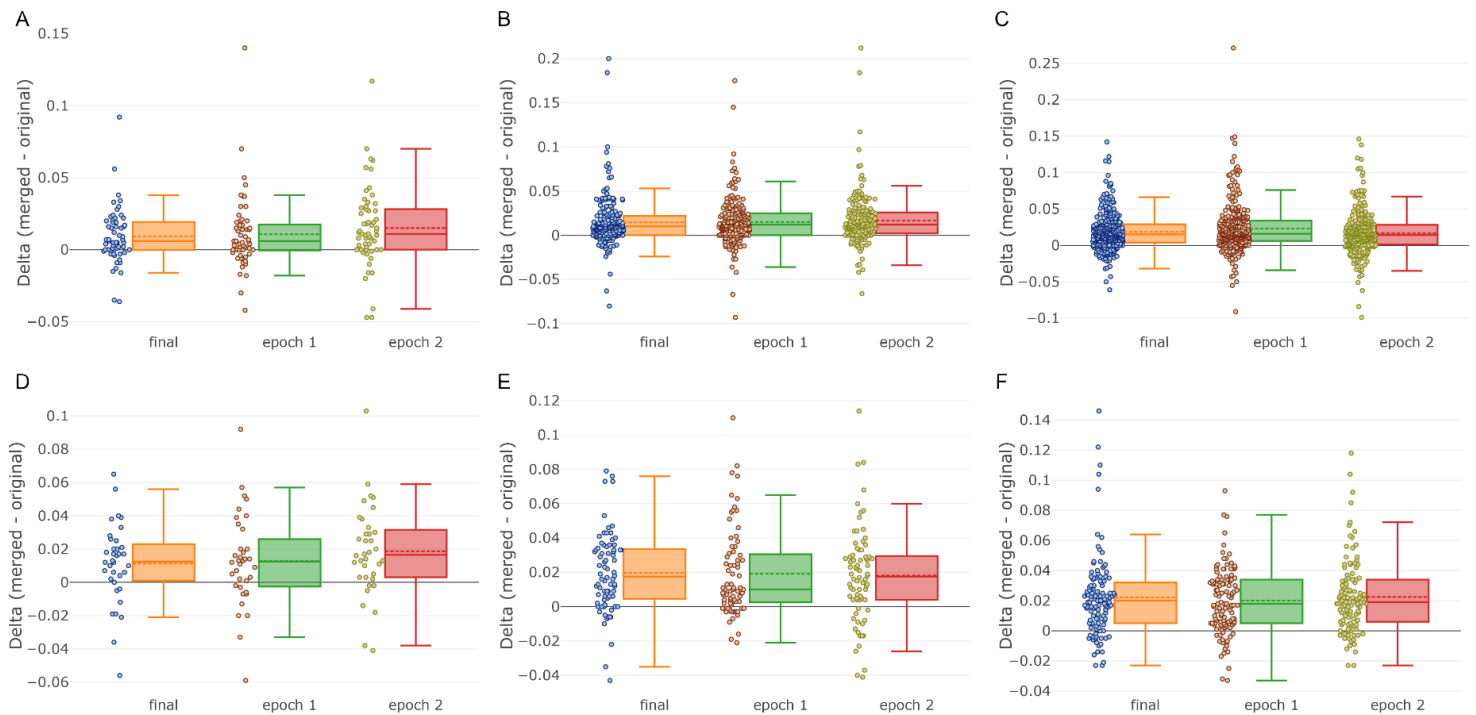 A
Delta (merged - original)
0.15
0.1
0.05
0
−0.05
final
epoch 1
epoch 2
B
Delta (merged - original)
0.2
0.15
0.1
0.05
0
−0.05
−0.1
final
epoch 1
epoch 2
C
Delta (merged - original)
0.25
0.2
0.15
0.1
0.05
0
−0.05
−0.1
final
epoch 1
epoch 2
D
Delta (merged - original)
0.1
0.08
0.06
0.04
0.02
0
−0.02
−0.04
−0.06
final
epoch 1
epoch 2
E
Delta (merged - original)
0.12
0.1
0.08
0.06
0.04
0.02
0
−0.02
−0.04
final
epoch 1
epoch 2
F
Delta (merged - original)
0.14
0.12
0.1
0.08
0.06
0.04
0.02
0
−0.02
−0.04
final
epoch 1
epoch 2